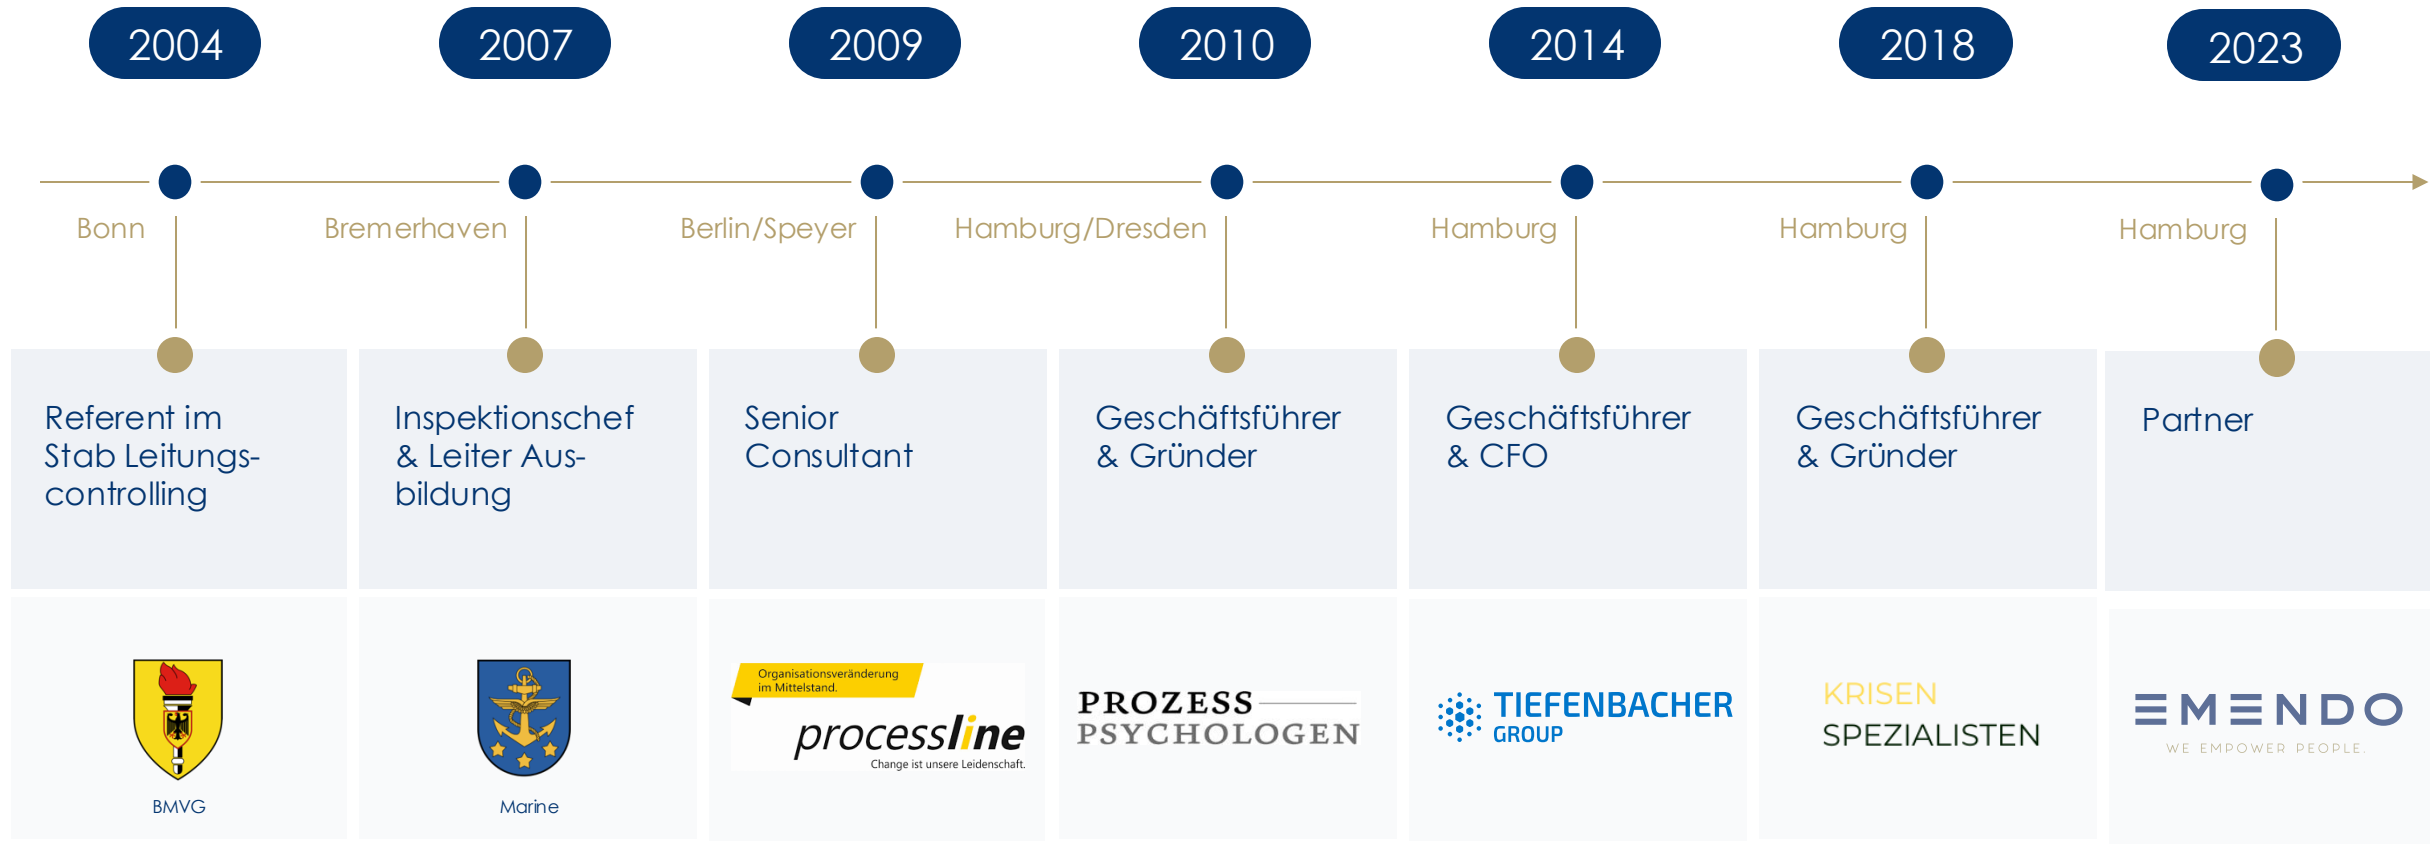 2004
2007
2009
2010
2014
2018
2023
Bonn
Bremerhaven
Berlin/Speyer
Hamburg/Dresden
Hamburg
Hamburg
Hamburg
Referent im
Stab Leitungs-
controlling
Inspektionschef
& Leiter Aus-
bildung
Senior
Consultant
Geschäftsführer
& Gründer
Geschäftsführer
& CFO
Geschäftsführer
& Gründer
Partner
BMVG
Marine
Organisationsveränderung
im Mittelstand.
processline
Change ist unsere Leidenschaft.
PROZESS
PSYCHOLOGEN
TIEFENBACHER
GROUP
KRISEN
SPEZIALISTEN
EMENDO
WE EMPOWER PEOPLE.